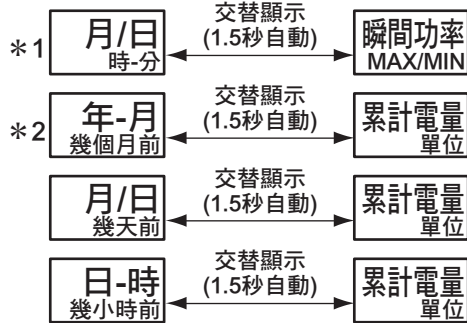 ＊1 月/日 時-分 交替顯示 (1.5秒自動) 瞬間功率 MAX/MIN
＊2 年-月 幾個月前 交替顯示 (1.5秒自動) 累計電量 單位
月/日 幾天前 交替顯示 (1.5秒自動) 累計電量 單位
日-時 幾小時前 交替顯示 (1.5秒自動) 累計電量 單位